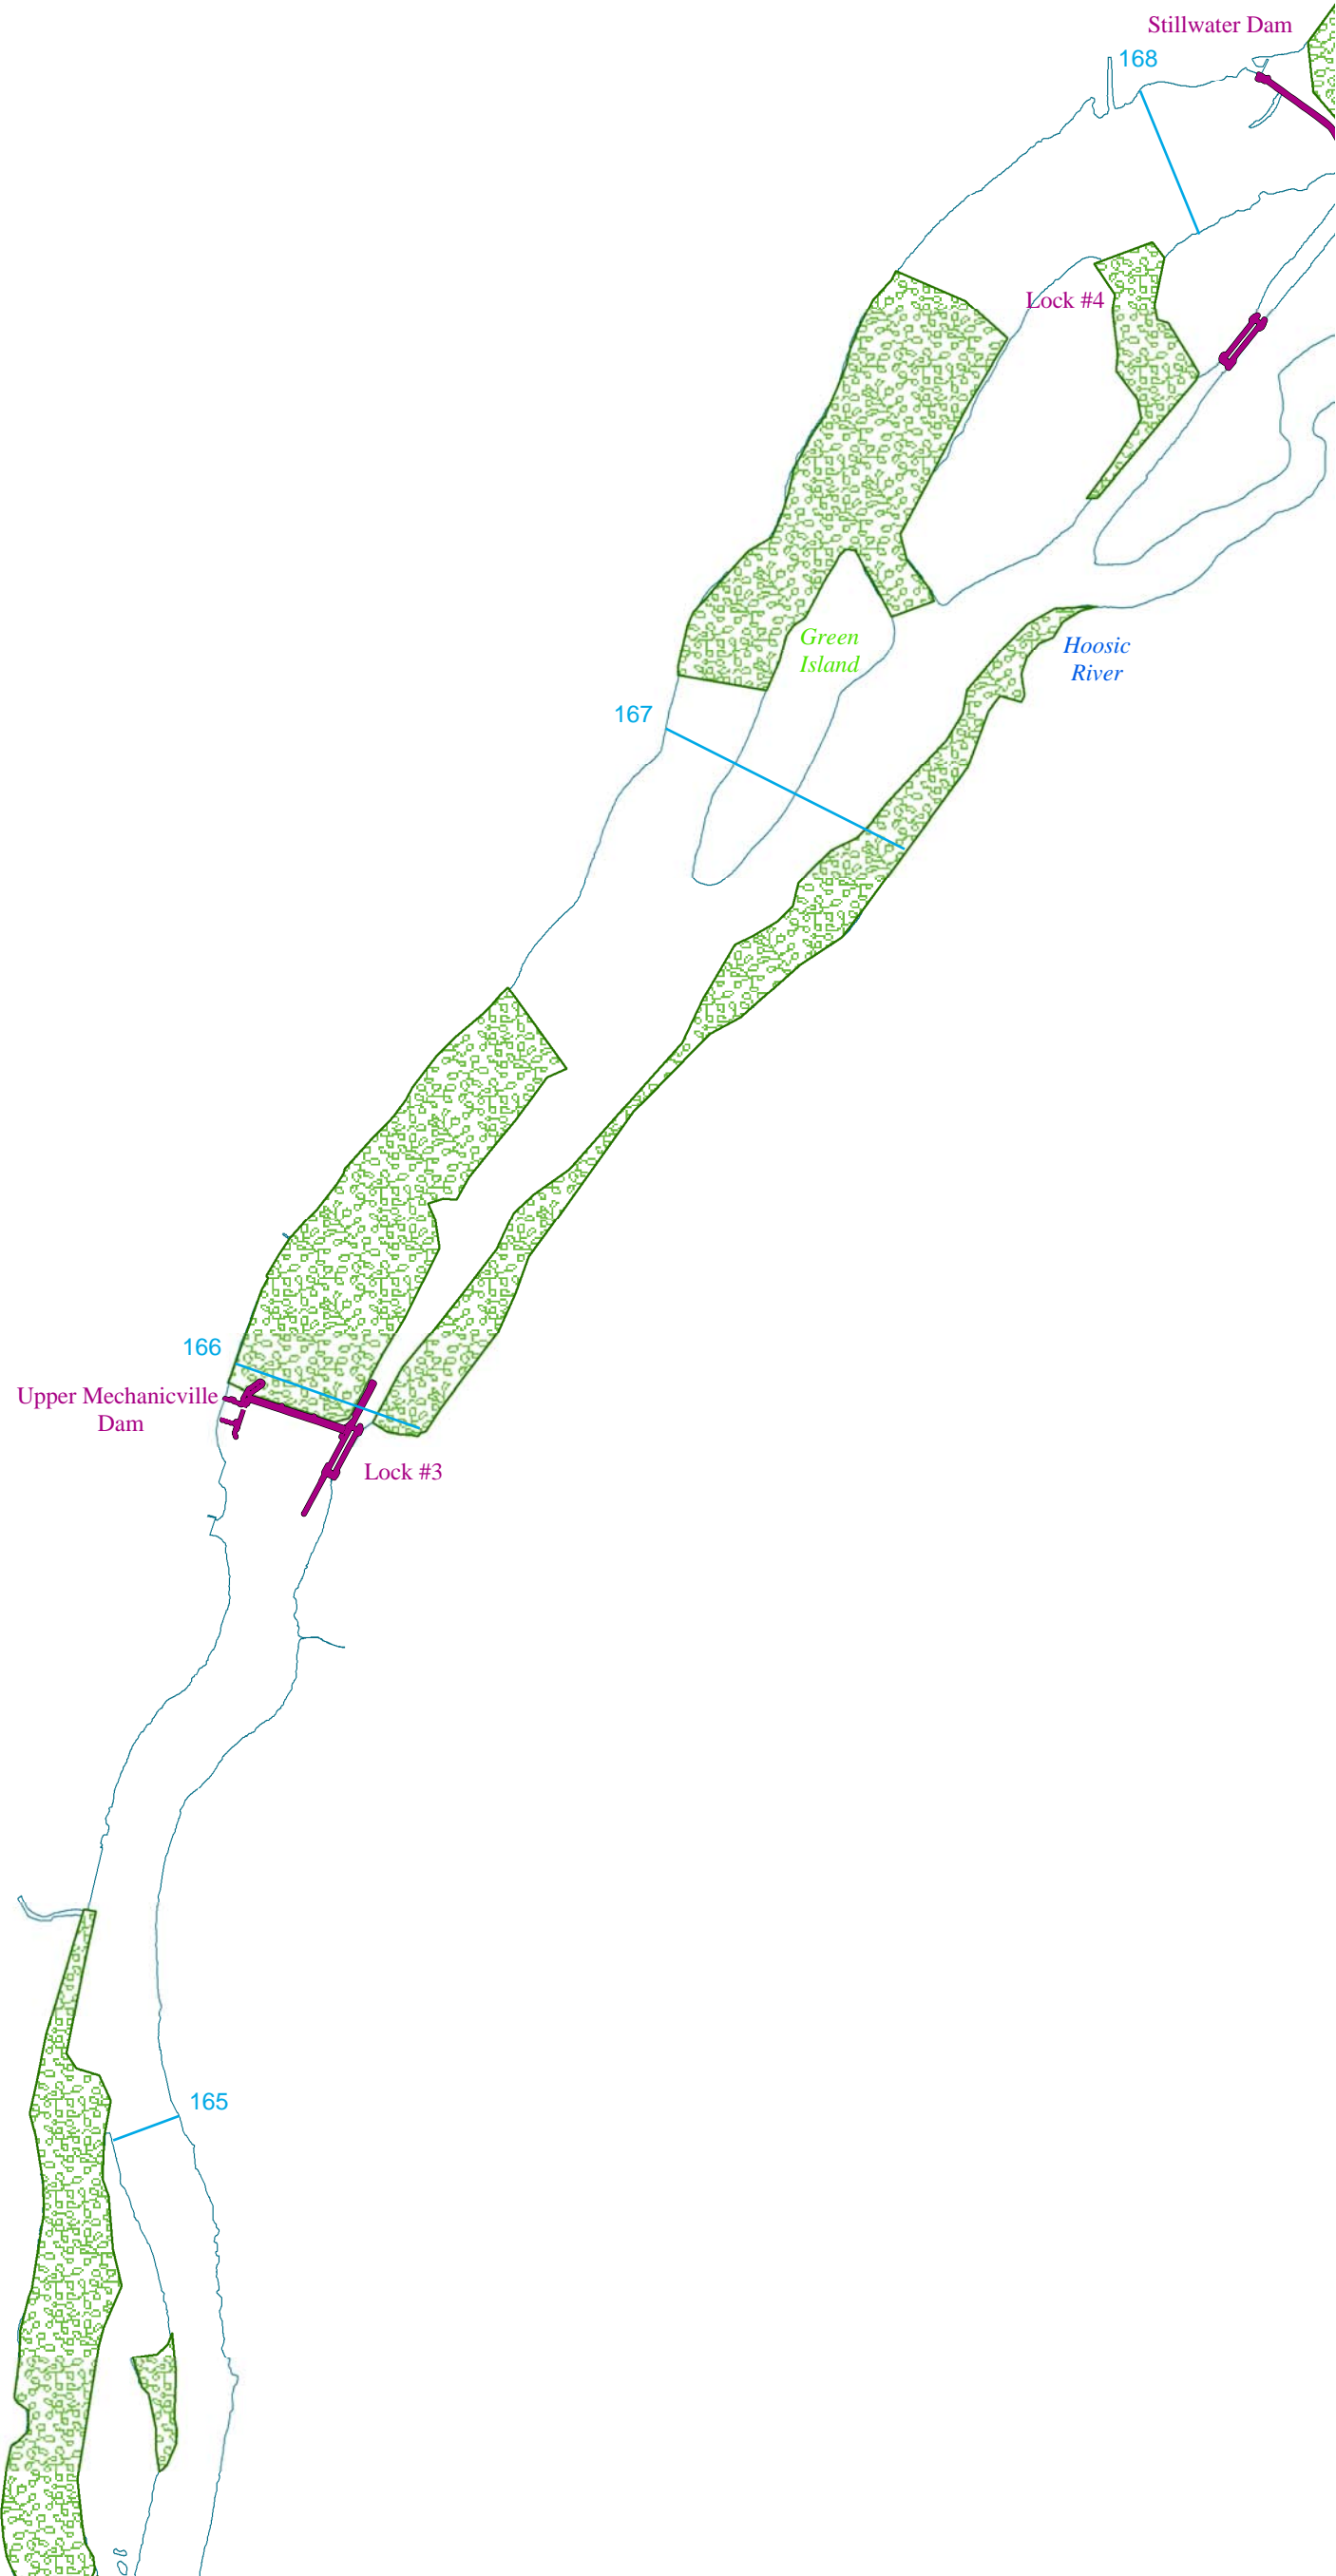 Stillwater Dam
168
Lock #4
Green
Island
Hoosic
River
167
166
Upper Mechanicville
Dam
Lock #3
165